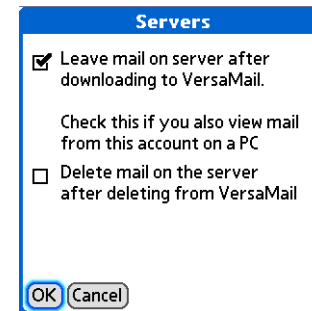 Servers
Leave mail on server after
downloading to VersaMail.
Check this if you also view mail
from this account on a PC
Delete mail on the server
after deleting from VersaMail
OK Cancel